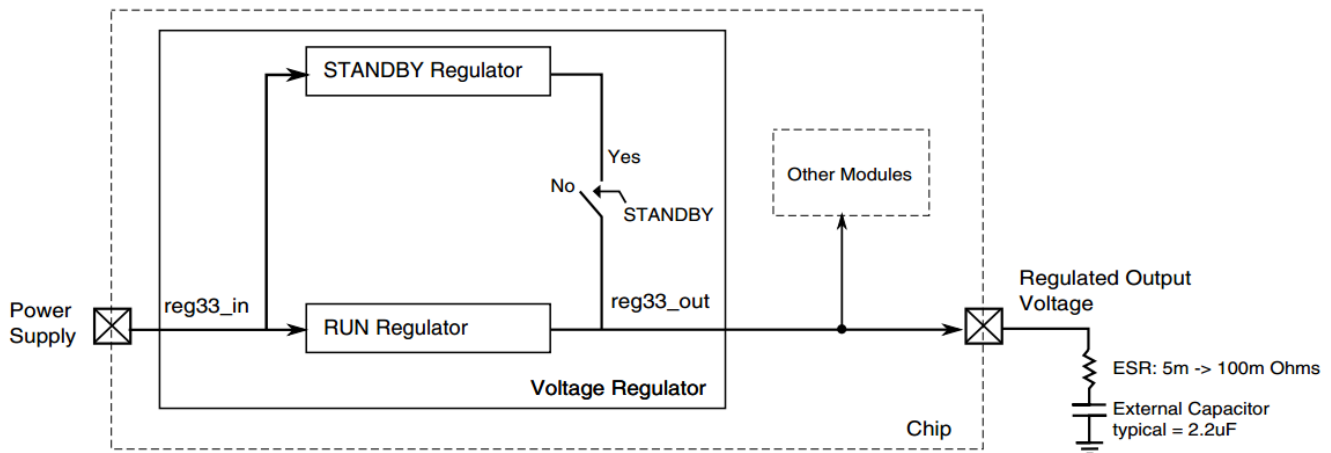 STANDBY Regulator
Yes
No
STANDBY
Other Modules
Power
Supply
reg33_in
RUN Regulator
reg33_out
Regulated Output
Voltage
Voltage Regulator
Chip
ESR: 5m -> 100m Ohms
External Capacitor
typical = 2.2uF